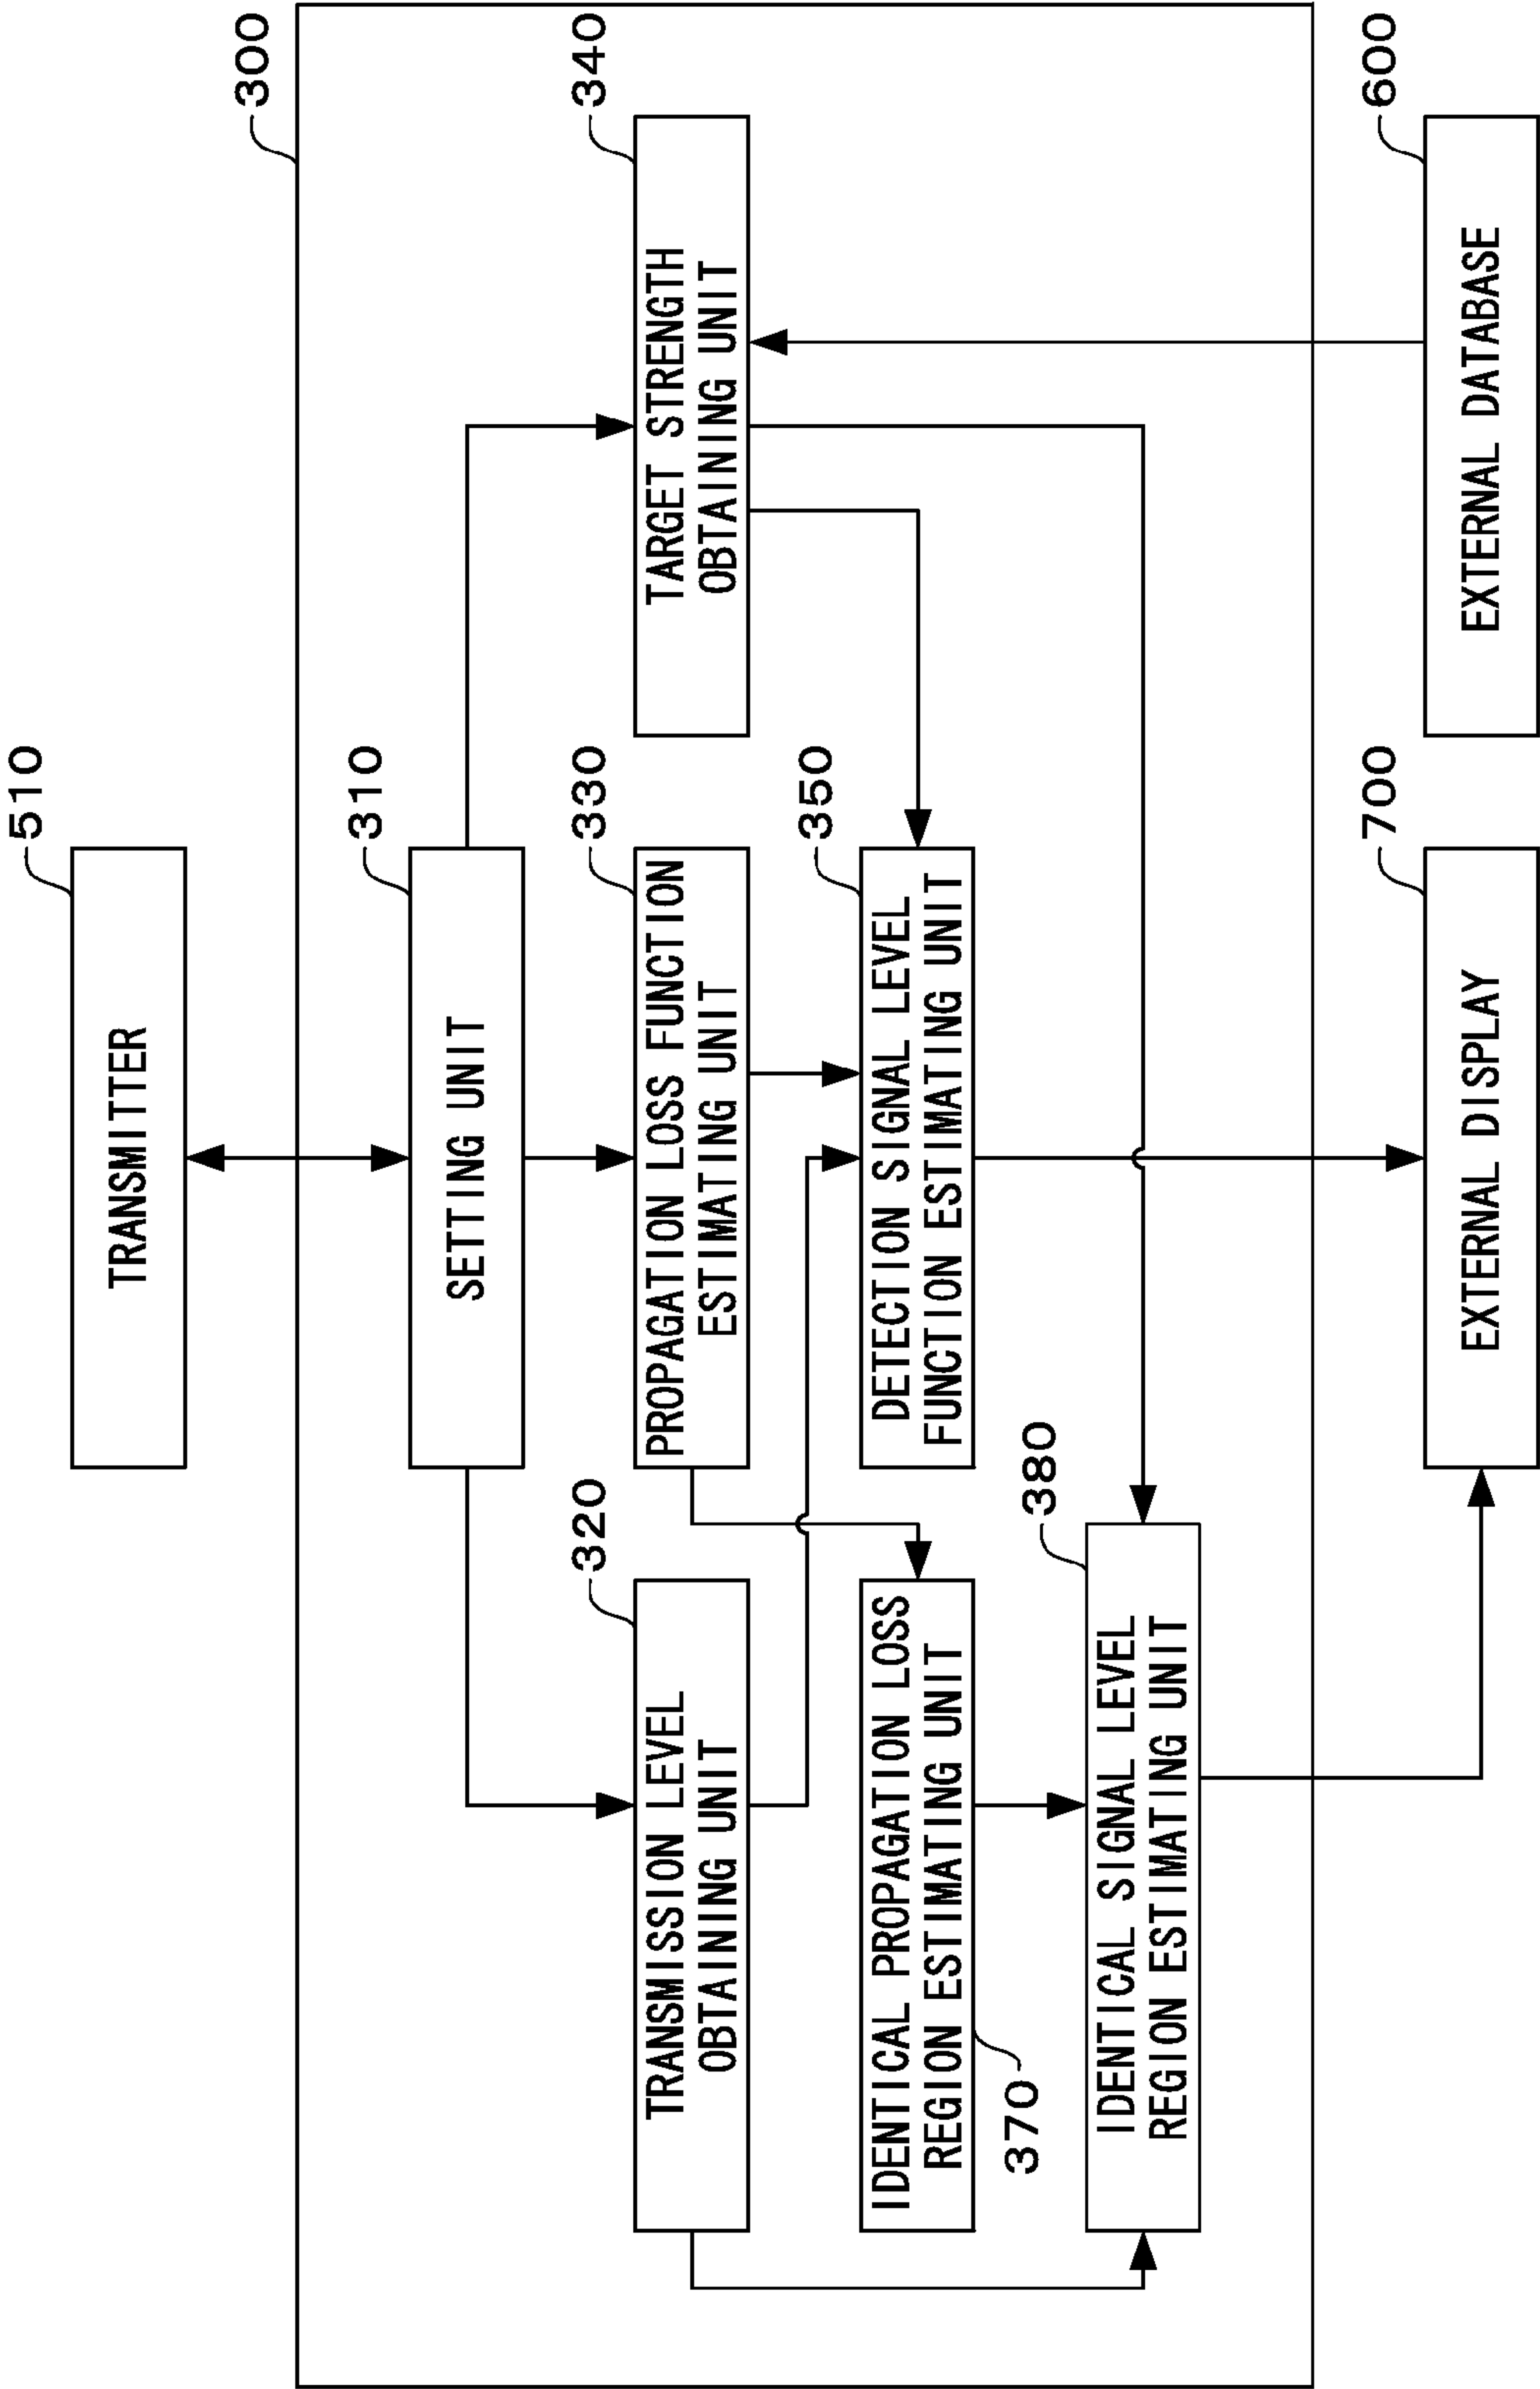 510
TRANSMITTER
300
310
SETTING UNIT
320
TRANSMISSION LEVEL
OBTAINING UNIT
330
PROPAGATION LOSS FUNCTION
ESTIMATING UNIT
340
TARGET STRENGTH
OBTAINING UNIT
IDENTICAL PROPAGATION LOSS
REGION ESTIMATING UNIT
370
350
DETECTION SIGNAL LEVEL
FUNCTION ESTIMATING UNIT
380
IDENTICAL SIGNAL LEVEL
REGION ESTIMATING UNIT
700
EXTERNAL DISPLAY
600
EXTERNAL DATABASE